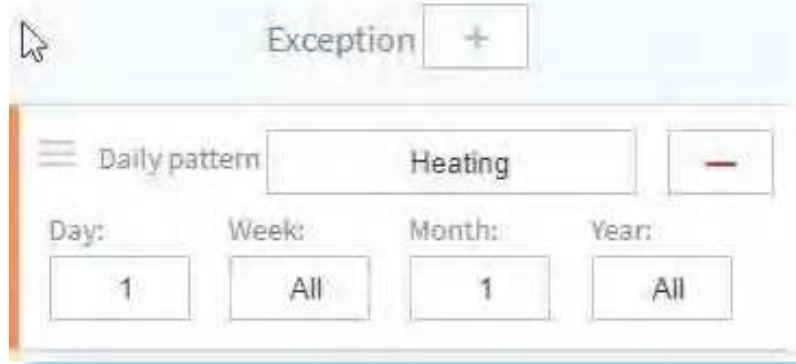 Exception +
Daily pattern Heating −
Day: Week: Month: Year:
1 All 1 All